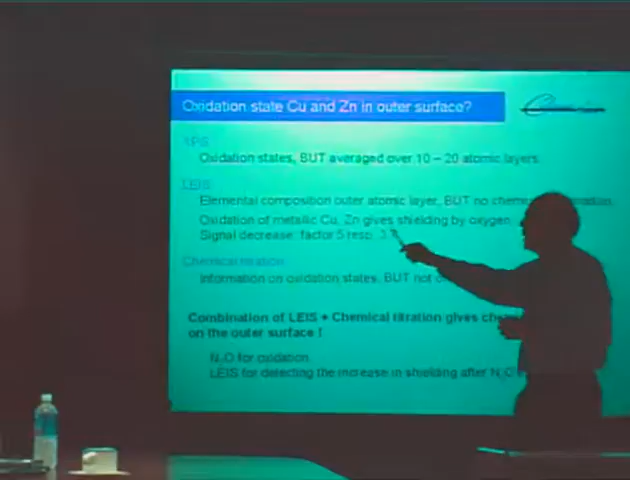 Oxidation state Cu and Zn in outer surface?
XPS
Oxidation states, BUT averaged over 10 – 20 atomic layers.
LEIS
Elemental composition outer atomic layer, BUT no
Oxidation of metallic Cu, Zn gives shielding by oxygen.
Signal decrease: factor 5 resp. 3.
Chemical titration
Information on oxidation states, BUT not
Combination of LEIS + Chemical titration gives
on the outer surface !
N₂O for oxidation.
LEIS for detecting the increase in shielding after N₂O